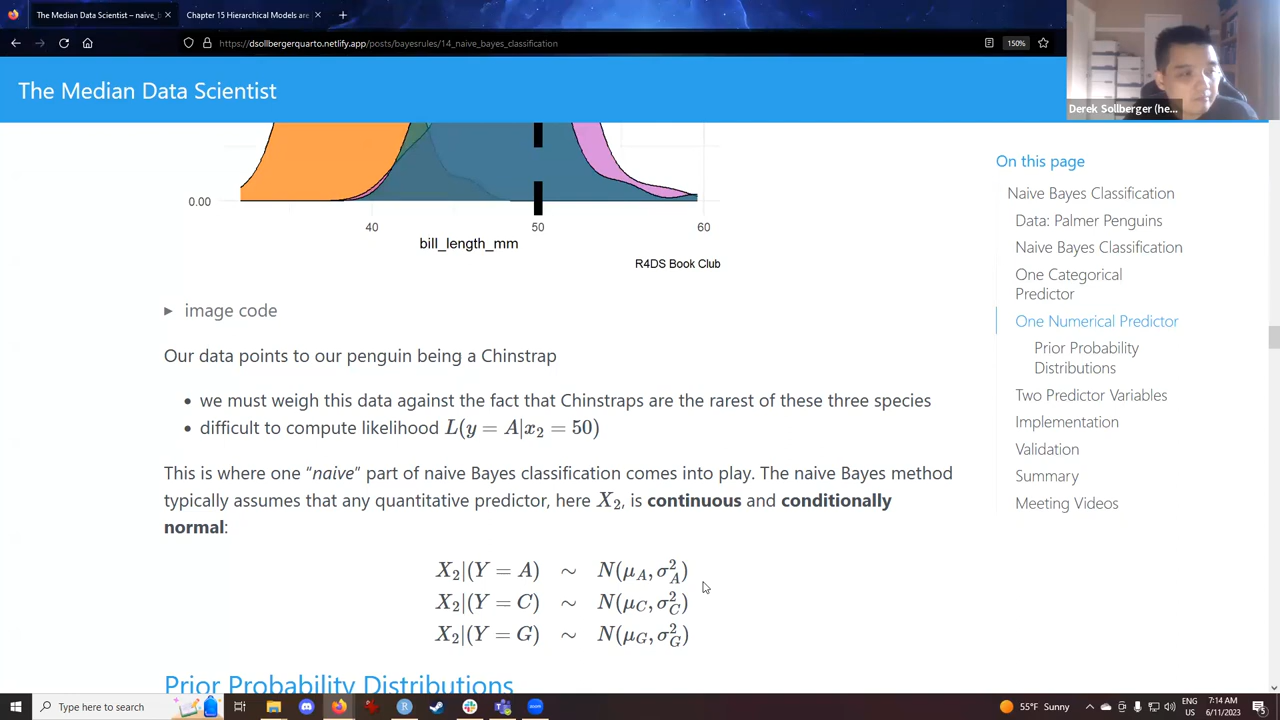 The Median Data Scientist – naive_b
Chapter 15 Hierarchical Models are
https://dsollbergerquarto.netlify.app/posts/bayesrules/14_naive_bayes_classification
150%
Derek Sollberger (he...
The Median Data Scientist
0.00
40
50
60
bill_length_mm
R4DS Book Club
image code
Our data points to our penguin being a Chinstrap
• we must weigh this data against the fact that Chinstraps are the rarest of these three species
• difficult to compute likelihood L(y = A|x₂ = 50)
This is where one “naive“ part of naive Bayes classification comes into play. The naive Bayes method
typically assumes that any quantitative predictor, here X₂, is continuous and conditionally
normal:
X₂|(Y = A) ~ N(μ_A, σ²_A)
X₂|(Y = C) ~ N(μ_C, σ²_C)
X₂|(Y = G) ~ N(μ_G, σ²_G)
Prior Probability Distributions
On this page
Naive Bayes Classification
Data: Palmer Penguins
Naive Bayes Classification
One Categorical
Predictor
One Numerical Predictor
Prior Probability
Distributions
Two Predictor Variables
Implementation
Validation
Summary
Meeting Videos
Type here to search
55°F Sunny
ENG
US
7:14 AM
6/11/2023